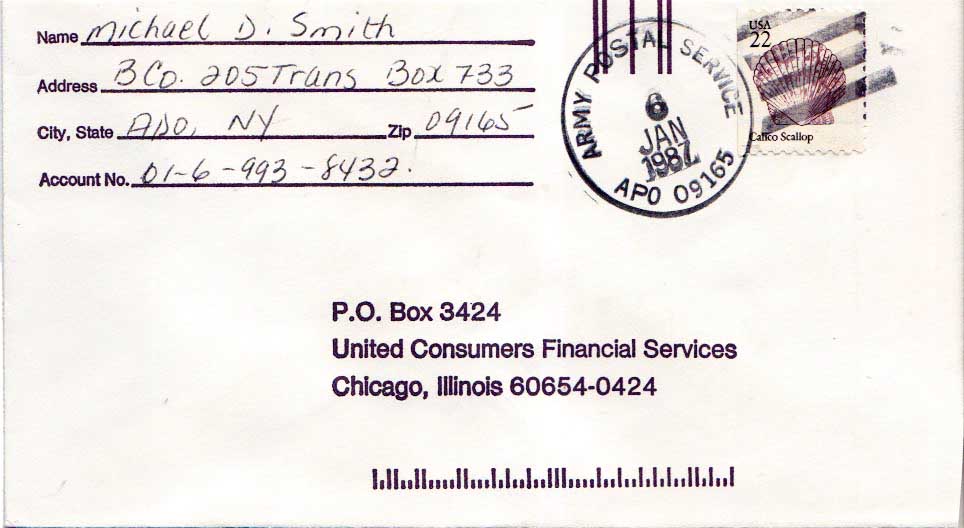 Name Michael D. Smith
Address B Co. 205 Trans Box 733
City, State APO, NY Zip 09165
Account No. 01-6-993-8432.
ARMY POSTAL SERVICE
6
JAN
1987
APO 09165
USA
22
Calico Scallop
P.O. Box 3424
United Consumers Financial Services
Chicago, Illinois 60654-0424